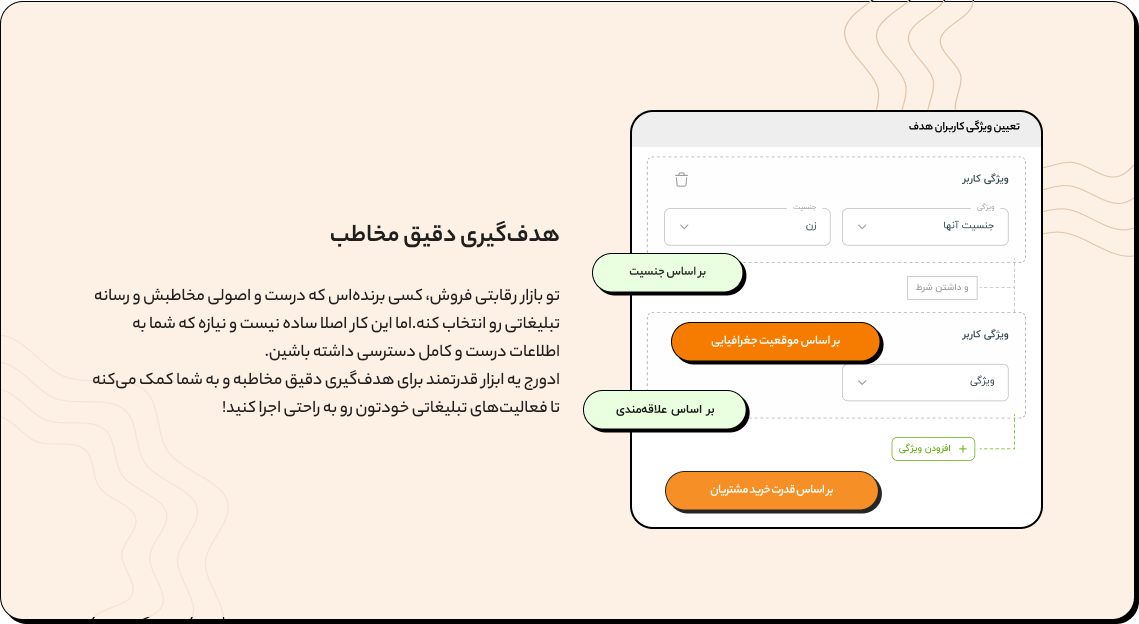 تعیین ویژگی کاربران هدف
ویژگی کاربر
ویژگی
جنسیت آنها
جنسیت
زن
بر اساس جنسیت
و داشتن شرط
ویژگی کاربر
بر اساس موقعیت جغرافیایی
ویژگی
بر اساس علاقه‌مندی
+ افزودن ویژگی
بر اساس قدرت خرید مشتریان
هدف‌گیری دقیق مخاطب
تو بازار رقابتی فروش، کسی برنده‌اس که درست و اصولی مخاطبش و رسانه
تبلیغاتی رو انتخاب کنه.اما این کار اصلا ساده نیست و نیازه که شما به
اطلاعات درست و کامل دسترسی داشته باشین.
ادورج یه ابزار قدرتمند برای هدف‌گیری دقیق مخاطبه و به شما کمک می‌کنه
تا فعالیت‌های تبلیغاتی خودتون رو به راحتی اجرا کنید!